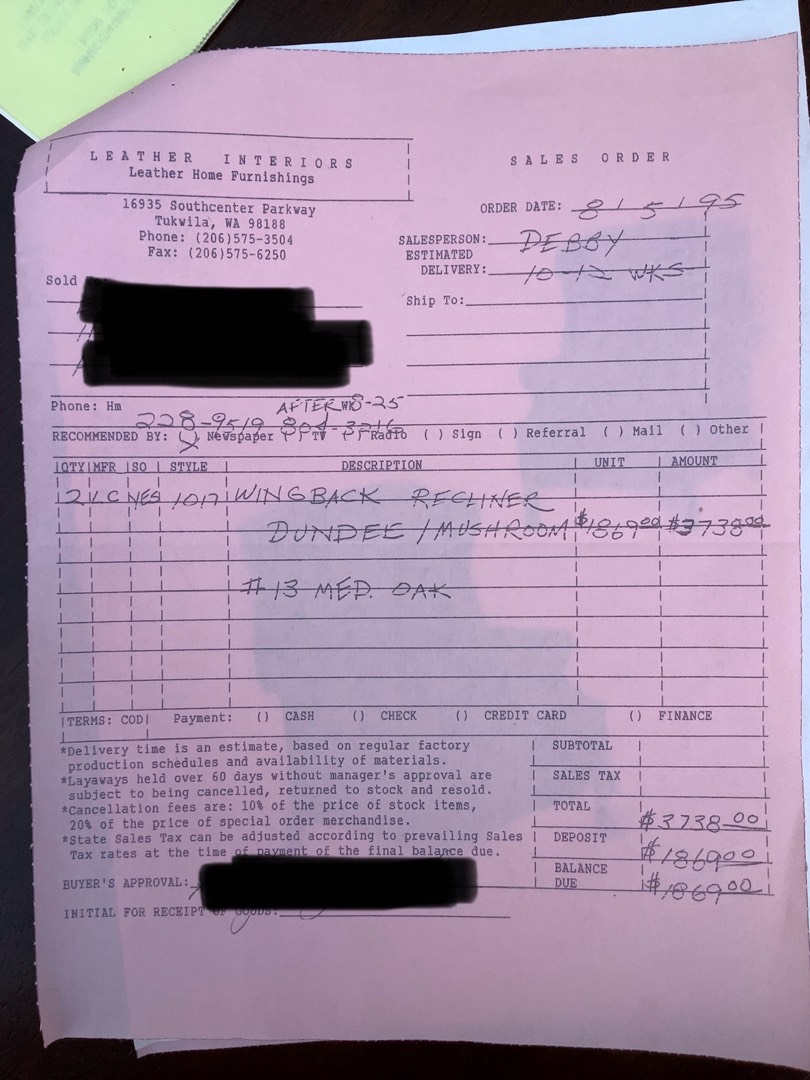 LEATHER INTERIORS
Leather Home Furnishings
16935 Southcenter Parkway
Tukwila, WA 98188
Phone: (206)575-3504
Fax: (206)575-6250
SALES ORDER
ORDER DATE: 8/5/95
SALESPERSON: DEBBY
ESTIMATED
DELIVERY: 10-12 WKS
Sold
Ship To:
Phone: Hm 228-9519 AFTER 8-25
WK 804-
RECOMMENDED BY: (X) Newspaper ( ) TV ( ) Radio ( ) Sign ( ) Referral ( ) Mail ( ) Other
QTY MFR SO STYLE DESCRIPTION UNIT AMOUNT
2 LC YES 1017 WINGBACK RECLINER
DUNDEE / MUSHROOM $1869.00 $3738.00
#13 MED. OAK
TERMS: COD Payment: () CASH () CHECK () CREDIT CARD () FINANCE
*Delivery time is an estimate, based on regular factory
production schedules and availability of materials.
*Layaways held over 60 days without manager's approval are
subject to being cancelled, returned to stock and resold.
*Cancellation fees are: 10% of the price of stock items,
20% of the price of special order merchandise.
*State Sales Tax can be adjusted according to prevailing Sales
Tax rates at the time of payment of the final balance due.
SUBTOTAL
SALES TAX
TOTAL $3738.00
DEPOSIT $1869.00
BALANCE
DUE $1869.00
BUYER'S APPROVAL:
INITIAL FOR RECEIPT OF GOODS: